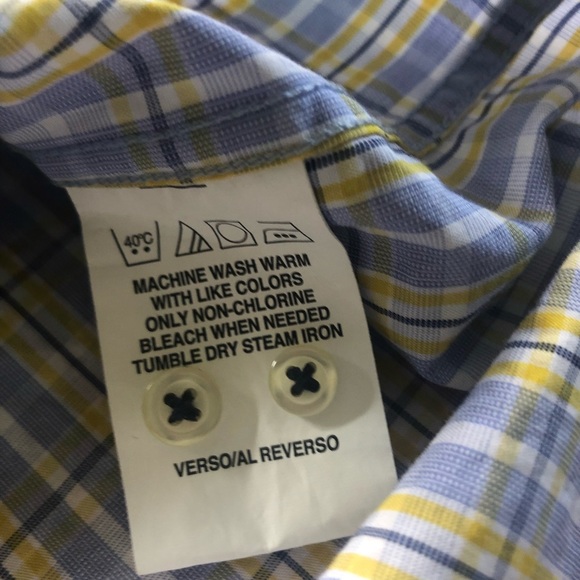 40°C
MACHINE WASH WARM
WITH LIKE COLORS
ONLY NON-CHLORINE
BLEACH WHEN NEEDED
TUMBLE DRY STEAM IRON
VERSO/AL REVERSO